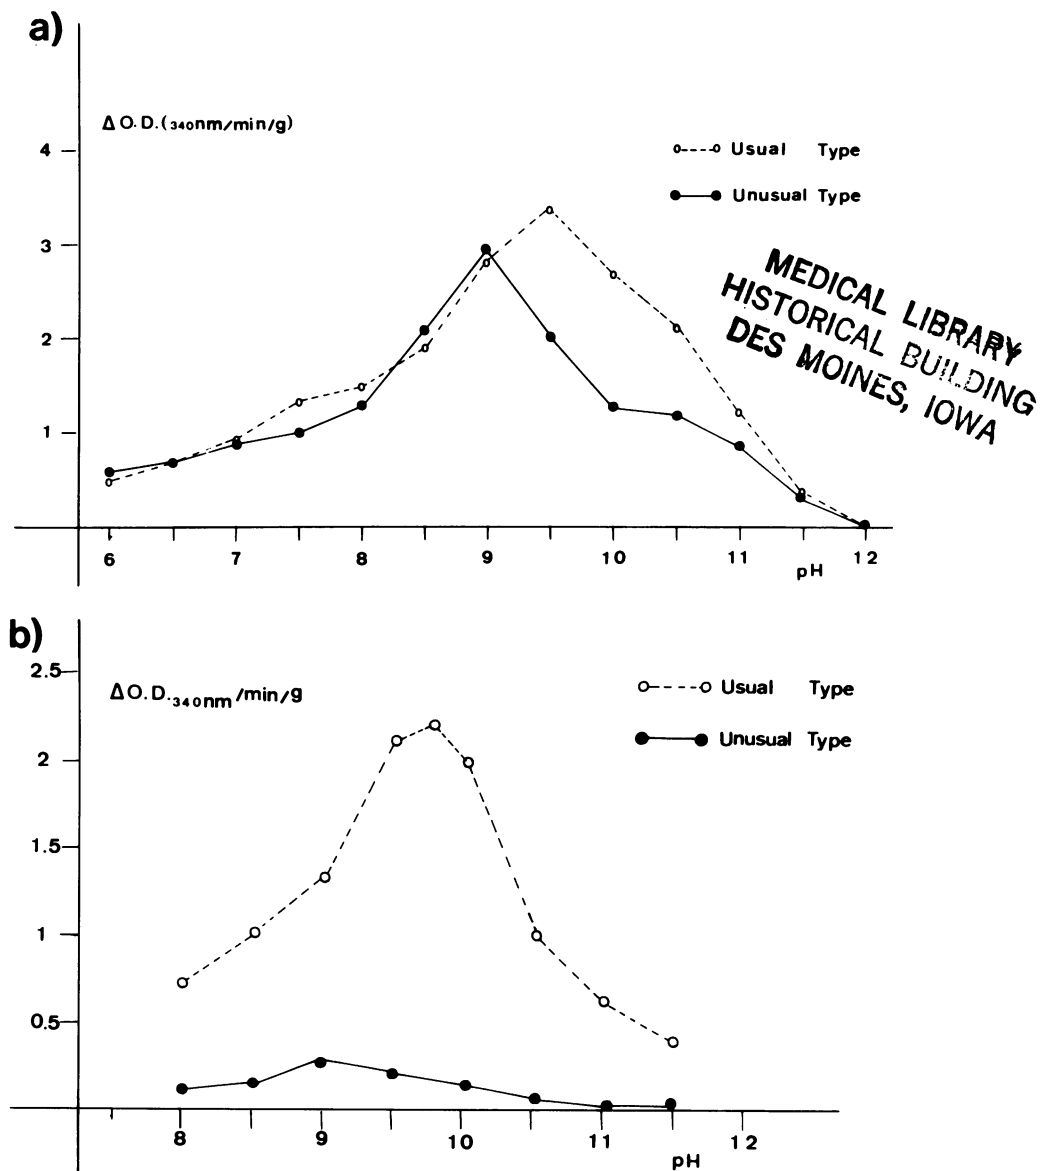 a)
Δ O.D.(340nm/min/g)
4
3
2
1
Usual Type
Unusual Type
MEDICAL LIBRARY
HISTORICAL BUILDING
DES MOINES, IOWA
6 7 8 9 10 11 12
pH
b)
2.5
2
1.5
1
0.5
ΔO.D.340nm/min/g
Usual Type
Unusual Type
8 9 10 11 12
pH